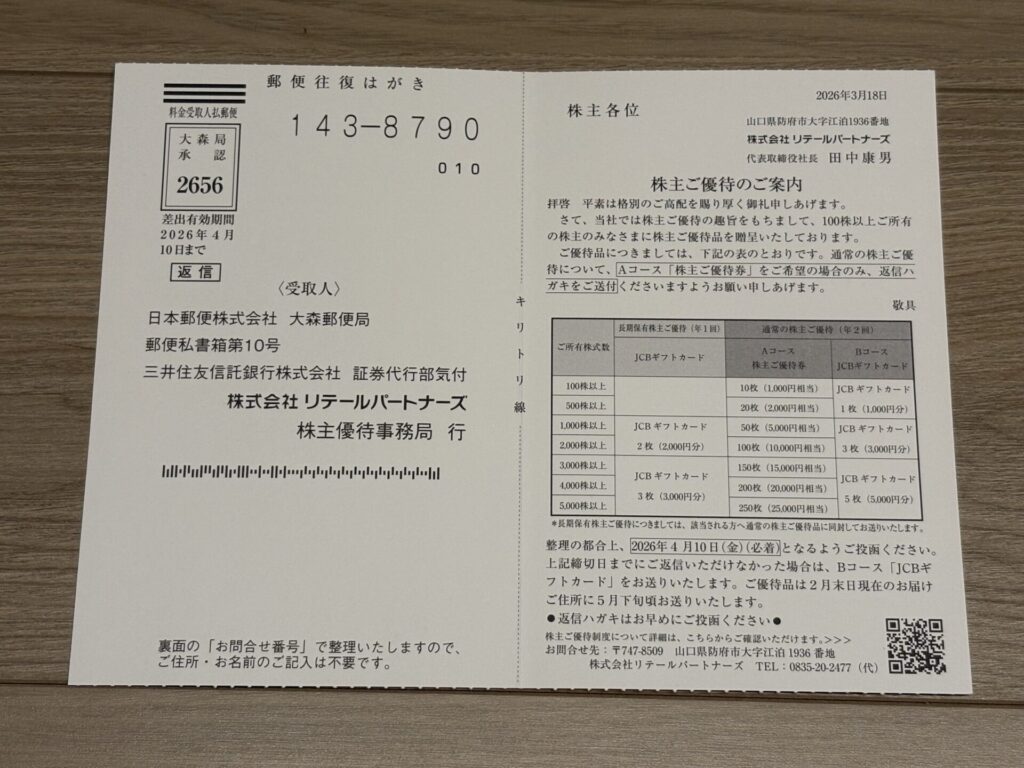 郵便往復はがき
料金受取人払郵便
大森局
承認
2656
差出有効期間
2026年4月
10日まで
返信
143-8790
010
〈受取人〉
日本郵便株式会社 大森郵便局
郵便私書箱第10号
三井住友信託銀行株式会社 証券代行部気付
株式会社 リテールパートナーズ
株主優待事務局 行
裏面の「お問合せ番号」で整理いたしますので、
ご住所・お名前のご記入は不要です。
キリトリ線
2026年3月18日
株主各位
山口県防府市大字江泊1936番地
株式会社 リテールパートナーズ
代表取締役社長 田中康男
株主ご優待のご案内
拝啓 平素は格別のご高配を賜り厚く御礼申しあげます。
さて、当社では株主ご優待の趣旨をもちまして、100株以上ご所有
の株主のみなさまに株主ご優待品を贈呈いたしております。
ご優待品につきましては、下記の表のとおりです。通常の株主ご優
待について、Aコース「株主ご優待券」をご希望の場合のみ、返信ハ
ガキをご送付くださいますようお願い申しあげます。
敬具
ご所有株式数
長期保有株主ご優待（年1回）
通常の株主ご優待（年2回）
JCBギフトカード
Aコース
株主ご優待券
Bコース
JCBギフトカード
100株以上
10枚（1,000円相当）
JCBギフトカード
1枚（1,000円分）
500株以上
20枚（2,000円相当）
1,000株以上
JCBギフトカード
2枚（2,000円分）
50枚（5,000円相当）
JCBギフトカード
3枚（3,000円分）
2,000株以上
100枚（10,000円相当）
3,000株以上
JCBギフトカード
3枚（3,000円分）
150枚（15,000円相当）
JCBギフトカード
5枚（5,000円分）
4,000株以上
200枚（20,000円相当）
5,000株以上
250枚（25,000円相当）
*長期保有株主ご優待につきましては、該当される方へ通常の株主ご優待品に同封してお送りいたします。
整理の都合上、2026年4月10日(金)(必着)となるようご投函ください。
上記締切日までにご返信いただけなかった場合は、Bコース「JCBギ
フトカード」をお送りいたします。ご優待品は2月末日現在のお届け
ご住所に5月下旬頃お送りいたします。
●返信ハガキはお早めにご投函ください●
株主ご優待制度について詳細は、こちらからご確認いただけます。>>>
お問合せ先：〒747-8509 山口県防府市大字江泊1936番地
株式会社リテールパートナーズ TEL：0835-20-2477（代）